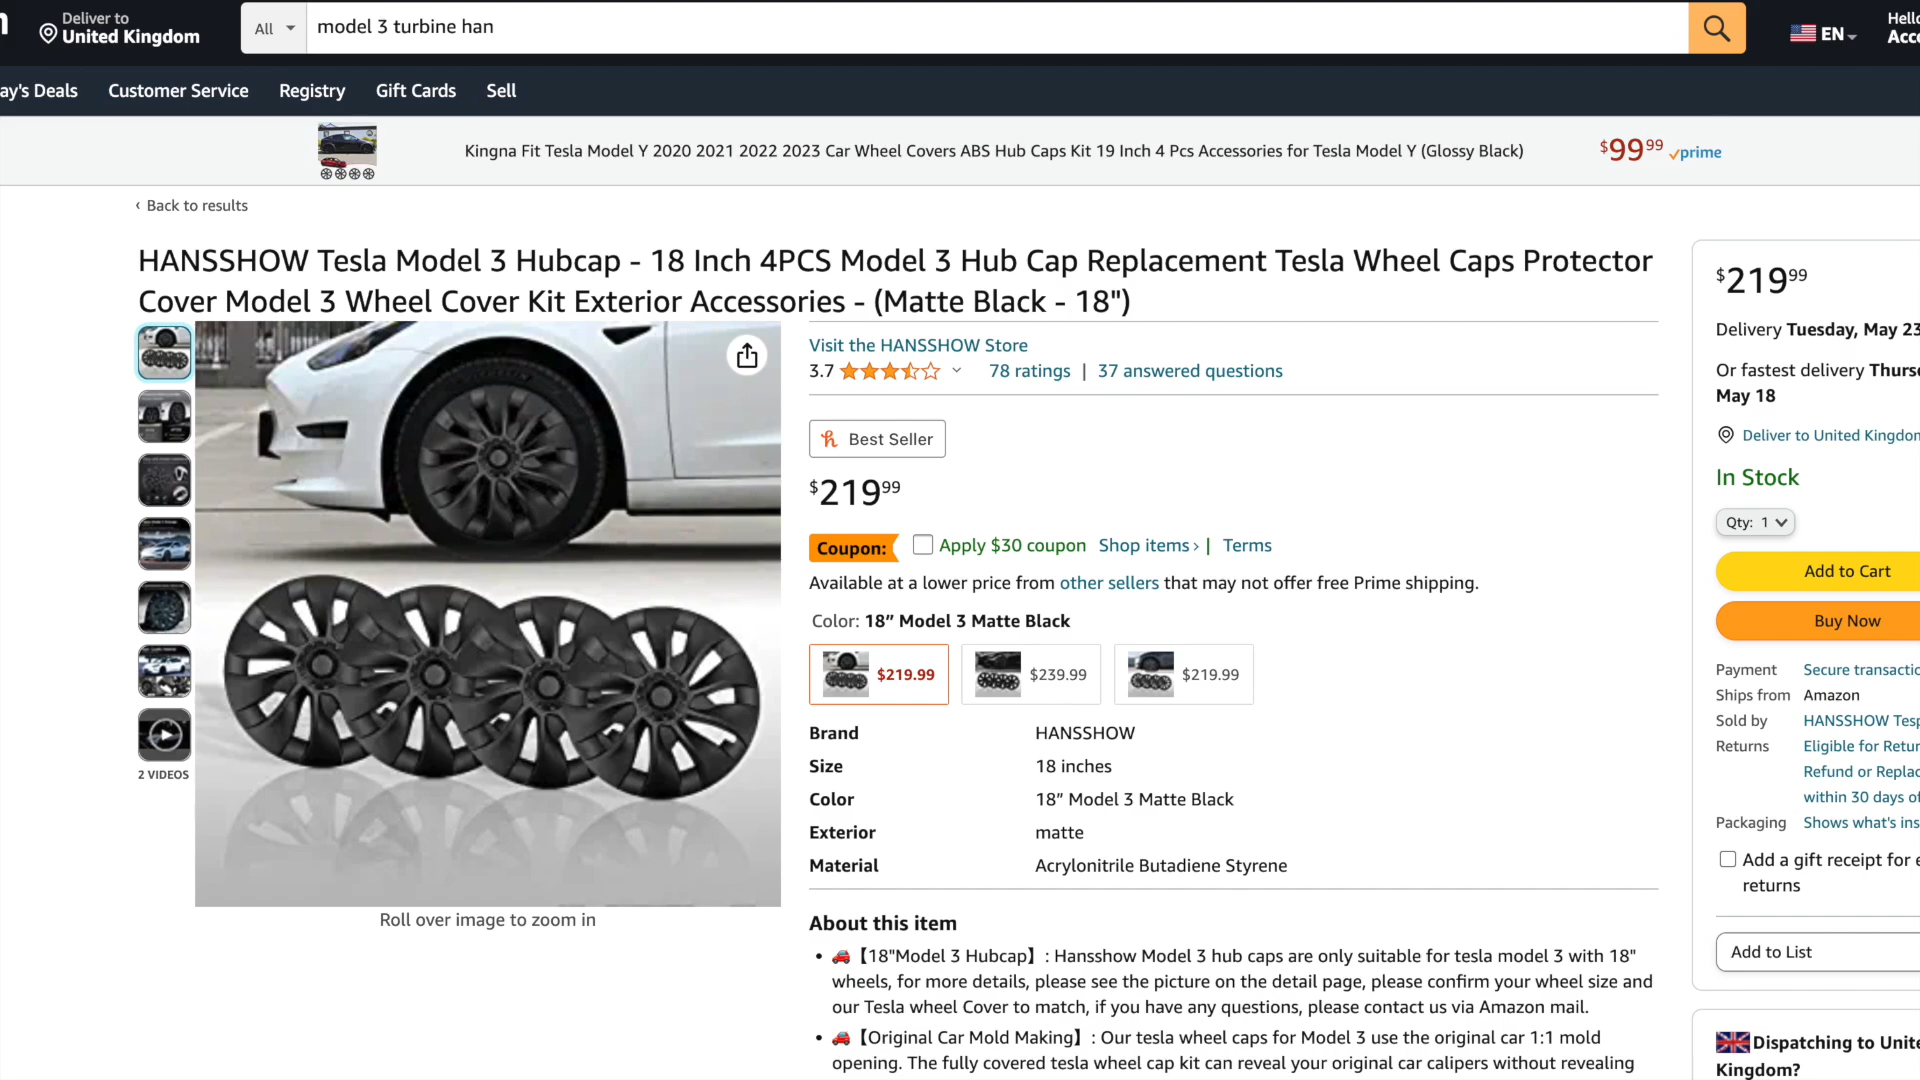 Deliver to
United Kingdom
All
model 3 turbine han
EN
Hello
Acco
ay's Deals
Customer Service
Registry
Gift Cards
Sell
Kingna Fit Tesla Model Y 2020 2021 2022 2023 Car Wheel Covers ABS Hub Caps Kit 19 Inch 4 Pcs Accessories for Tesla Model Y (Glossy Black)
$99 99 prime
‹ Back to results
HANSSHOW Tesla Model 3 Hubcap - 18 Inch 4PCS Model 3 Hub Cap Replacement Tesla Wheel Caps Protector
Cover Model 3 Wheel Cover Kit Exterior Accessories - (Matte Black - 18")
2 VIDEOS
Roll over image to zoom in
Visit the HANSSHOW Store
3.7 78 ratings | 37 answered questions
Best Seller
$219 99
Coupon: Apply $30 coupon Shop items › | Terms
Available at a lower price from other sellers that may not offer free Prime shipping.
Color: 18” Model 3 Matte Black
$219.99
$239.99
$219.99
Brand HANSSHOW
Size 18 inches
Color 18” Model 3 Matte Black
Exterior matte
Material Acrylonitrile Butadiene Styrene
About this item
• 🚗【18"Model 3 Hubcap】: Hansshow Model 3 hub caps are only suitable for tesla model 3 with 18"
wheels, for more details, please see the picture on the detail page, please confirm your wheel size and
our Tesla wheel Cover to match, if you have any questions, please contact us via Amazon mail.
• 🚗【Original Car Mold Making】: Our tesla wheel caps for Model 3 use the original car 1:1 mold
opening. The fully covered tesla wheel cap kit can reveal your original car calipers without revealing
$219 99
Delivery Tuesday, May 23
Or fastest delivery Thurs
May 18
Deliver to United Kingdom
In Stock
Qty: 1
Add to Cart
Buy Now
Payment Secure transactio
Ships from Amazon
Sold by HANSSHOW Tesp
Returns Eligible for Retur
Refund or Replac
within 30 days of
Packaging Shows what's ins
Add a gift receipt for e
returns
Add to List
Dispatching to Unite
Kingdom?